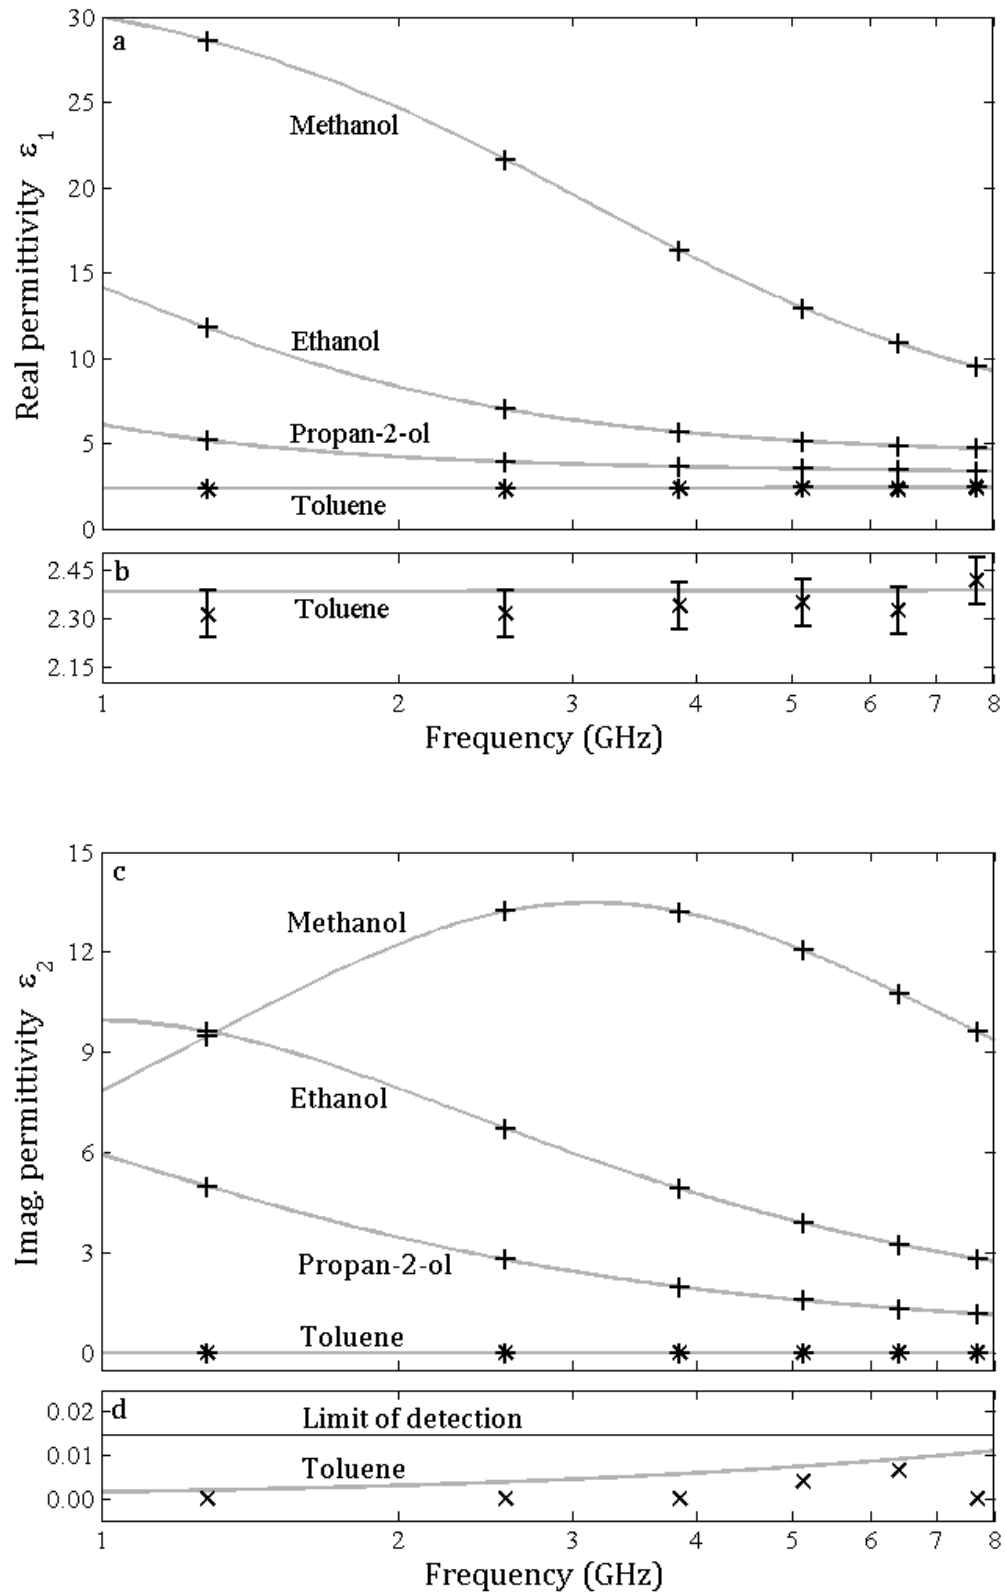 a
30
25
20
15
10
5
0
Real permittivity ε1
Methanol
Ethanol
Propan-2-ol
Toluene
b
2.45
2.30
2.15
Toluene
1 2 3 4 5 6 7 8
Frequency (GHz)
c
15
12
9
6
3
0
Imag. permittivity ε2
Methanol
Ethanol
Propan-2-ol
Toluene
d
0.02
0.01
0.00
Limit of detection
Toluene
1 2 3 4 5 6 7 8
Frequency (GHz)